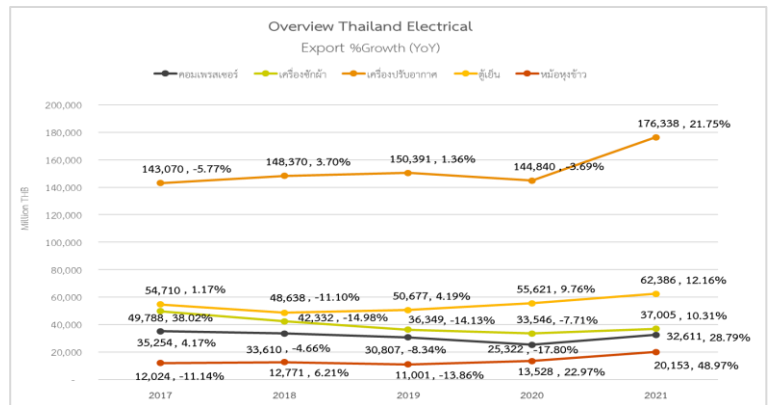 Overview Thailand Electrical
Export %Growth (YoY)
คอมเพรสเซอร์ เครื่องซักผ้า เครื่องปรับอากาศ ตู้เย็น หม้อหุงข้าว
Million THB
200,000
180,000
160,000
140,000
120,000
100,000
80,000
60,000
40,000
20,000
-
143,070 , -5.77% 148,370 , 3.70% 150,391 , 1.36% 144,840 , -3.69% 176,338 , 21.75%
54,710 , 1.17% 48,638 , -11.10% 50,677 , 4.19% 55,621 , 9.76% 62,386 , 12.16%
49,788 , 38.02% 42,332 , -14.98% 36,349 , -14.13% 33,546 , -7.71% 37,005 , 10.31%
35,254 , 4.17% 33,610 , -4.66% 30,807 , -8.34% 25,322 , -17.80% 32,611 , 28.79%
12,024 , -11.14% 12,771 , 6.21% 11,001 , -13.86% 13,528 , 22.97% 20,153 , 48.97%
2017 2018 2019 2020 2021